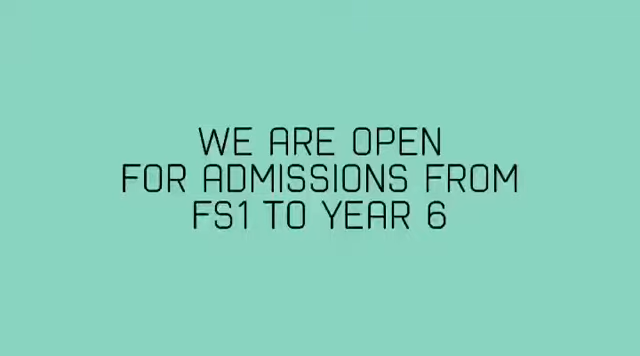 WE ARE OPEN
FOR ADMISSIONS FROM
FS1 TO YEAR 6